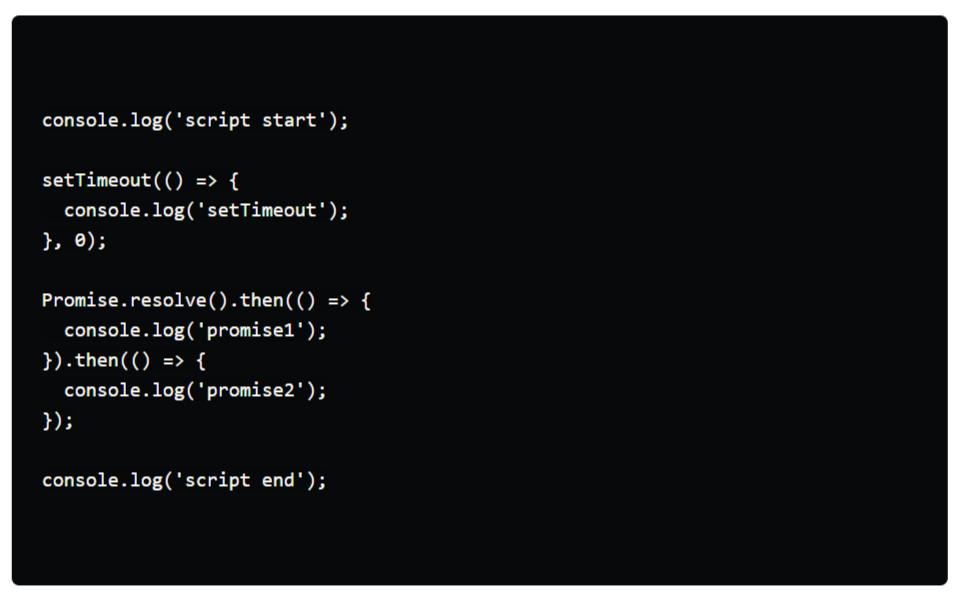 console.log('script start');
setTimeout(() => {
  console.log('setTimeout');
}, 0);
Promise.resolve().then(() => {
  console.log('promise1');
}).then(() => {
  console.log('promise2');
});
console.log('script end');